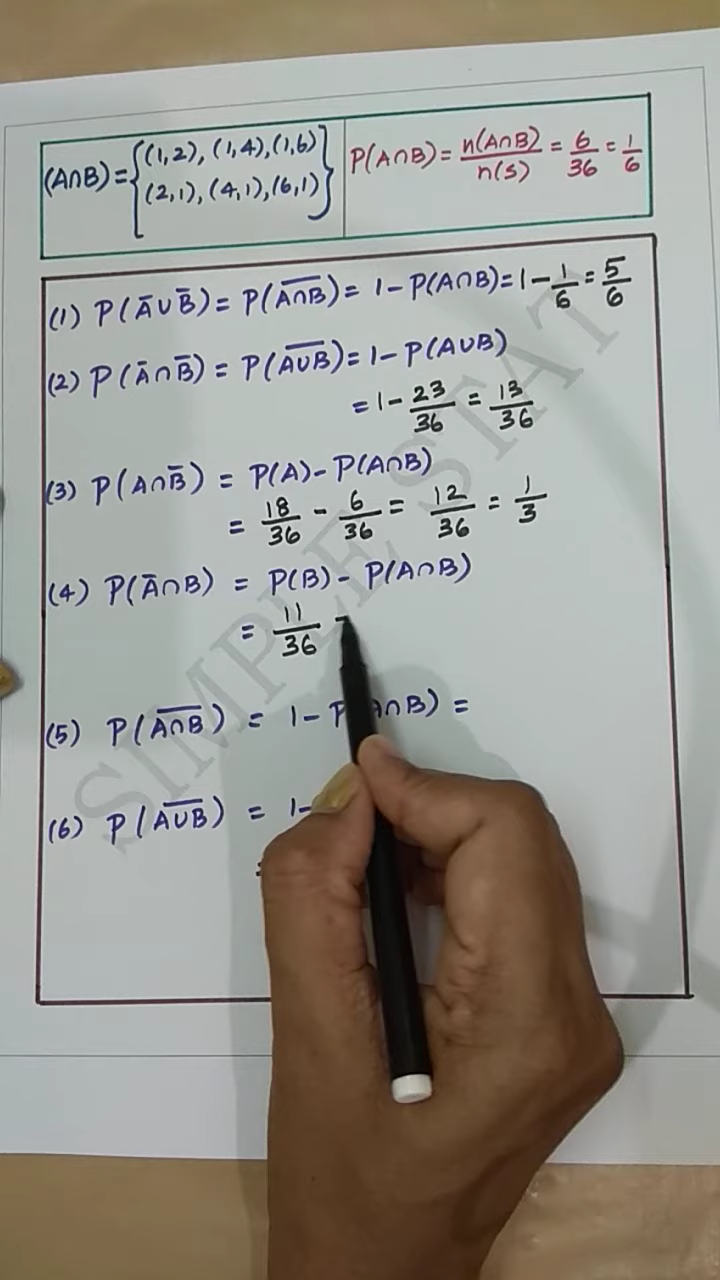 (A∩B) = {(1,2), (1,4), (1,6)
(2,1), (4,1), (6,1)}
P(A∩B) = n(A∩B)/n(S) = 6/36 = 1/6
(1) P(A̅∪B̅) = P(A̅∩̅B̅) = 1 - P(A∩B) = 1 - 1/6 = 5/6
(2) P(A̅∩B̅) = P(A̅∪̅B̅) = 1 - P(A∪B)
= 1 - 23/36 = 13/36
(3) P(A∩B̅) = P(A) - P(A∩B)
= 18/36 - 6/36 = 12/36 = 1/3
(4) P(A̅∩B) = P(B) - P(A∩B)
= 11/36 -
(5) P(A̅∩̅B̅) = 1 - P(A∩B) =
(6) P(A̅∪̅B̅) = 1 -
=
SIMPLE STAT